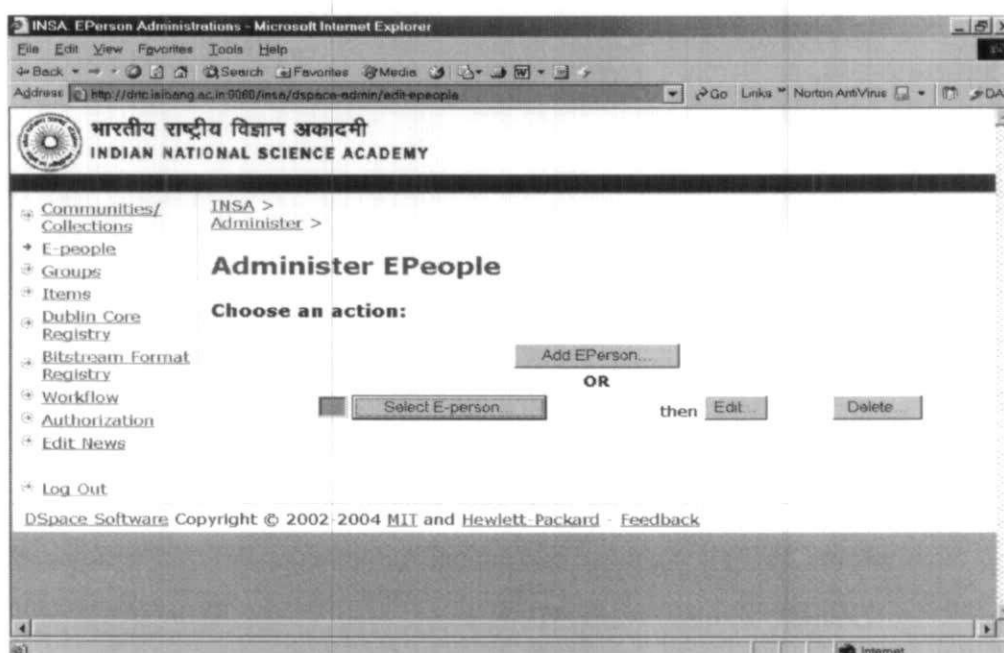 INSA. EPerson Administrations - Microsoft Internet Explorer
File Edit View Favorites Tools Help
Back Search Favorites Media
Address http://drtc.isibang.ac.in:8080/insa/dspace-admin/edit-epeople Go Links Norton AntiVirus
भारतीय राष्ट्रीय विज्ञान अकादमी
INDIAN NATIONAL SCIENCE ACADEMY
Communities/
Collections
E-people
Groups
Items
Dublin Core
Registry
Bitstream Format
Registry
Workflow
Authorization
Edit News
Log Out
INSA >
Administer >
Administer EPeople
Choose an action:
Add EPerson...
OR
Select E-person... then Edit... Delete...
DSpace Software Copyright © 2002-2004 MIT and Hewlett-Packard - Feedback
Internet